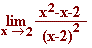 lim x→2 x²-x-2 / (x-2)²